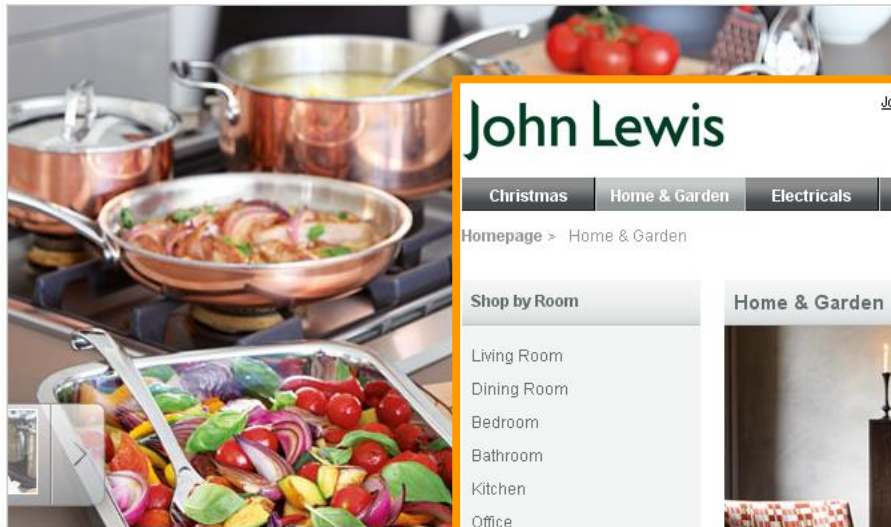 John Lewis
Christmas Home & Garden Electricals
Homepage > Home & Garden
Shop by Room
Home & Garden
Living Room
Dining Room
Bedroom
Bathroom
Kitchen
Office